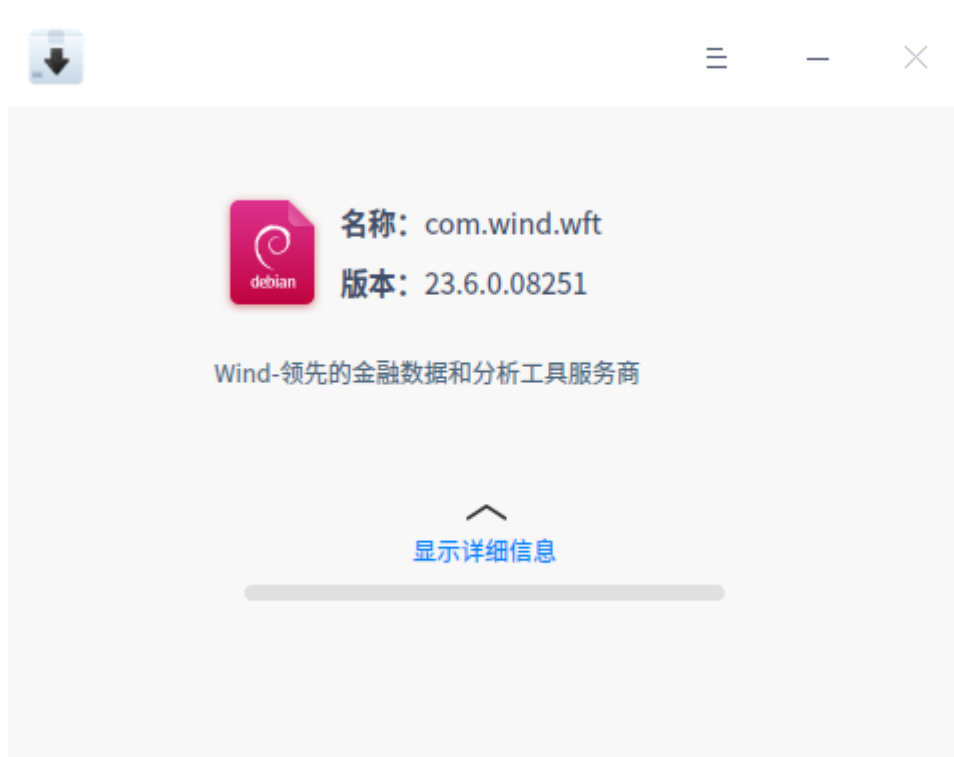 名称：com.wind.wft
debian
版本：23.6.0.08251
Wind-领先的金融数据和分析工具服务商
显示详细信息